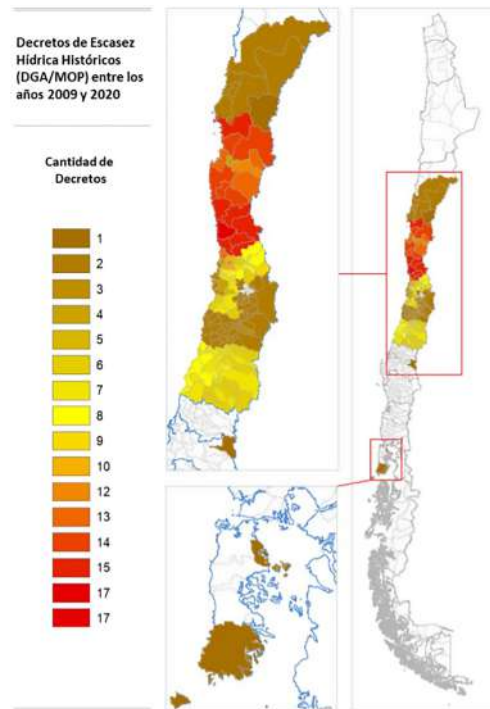 Decretos de Escasez
Hídrica Históricos
(DGA/MOP) entre los
años 2009 y 2020
Cantidad de
Decretos
1
2
3
4
5
6
7
8
9
10
12
13
14
15
17
17